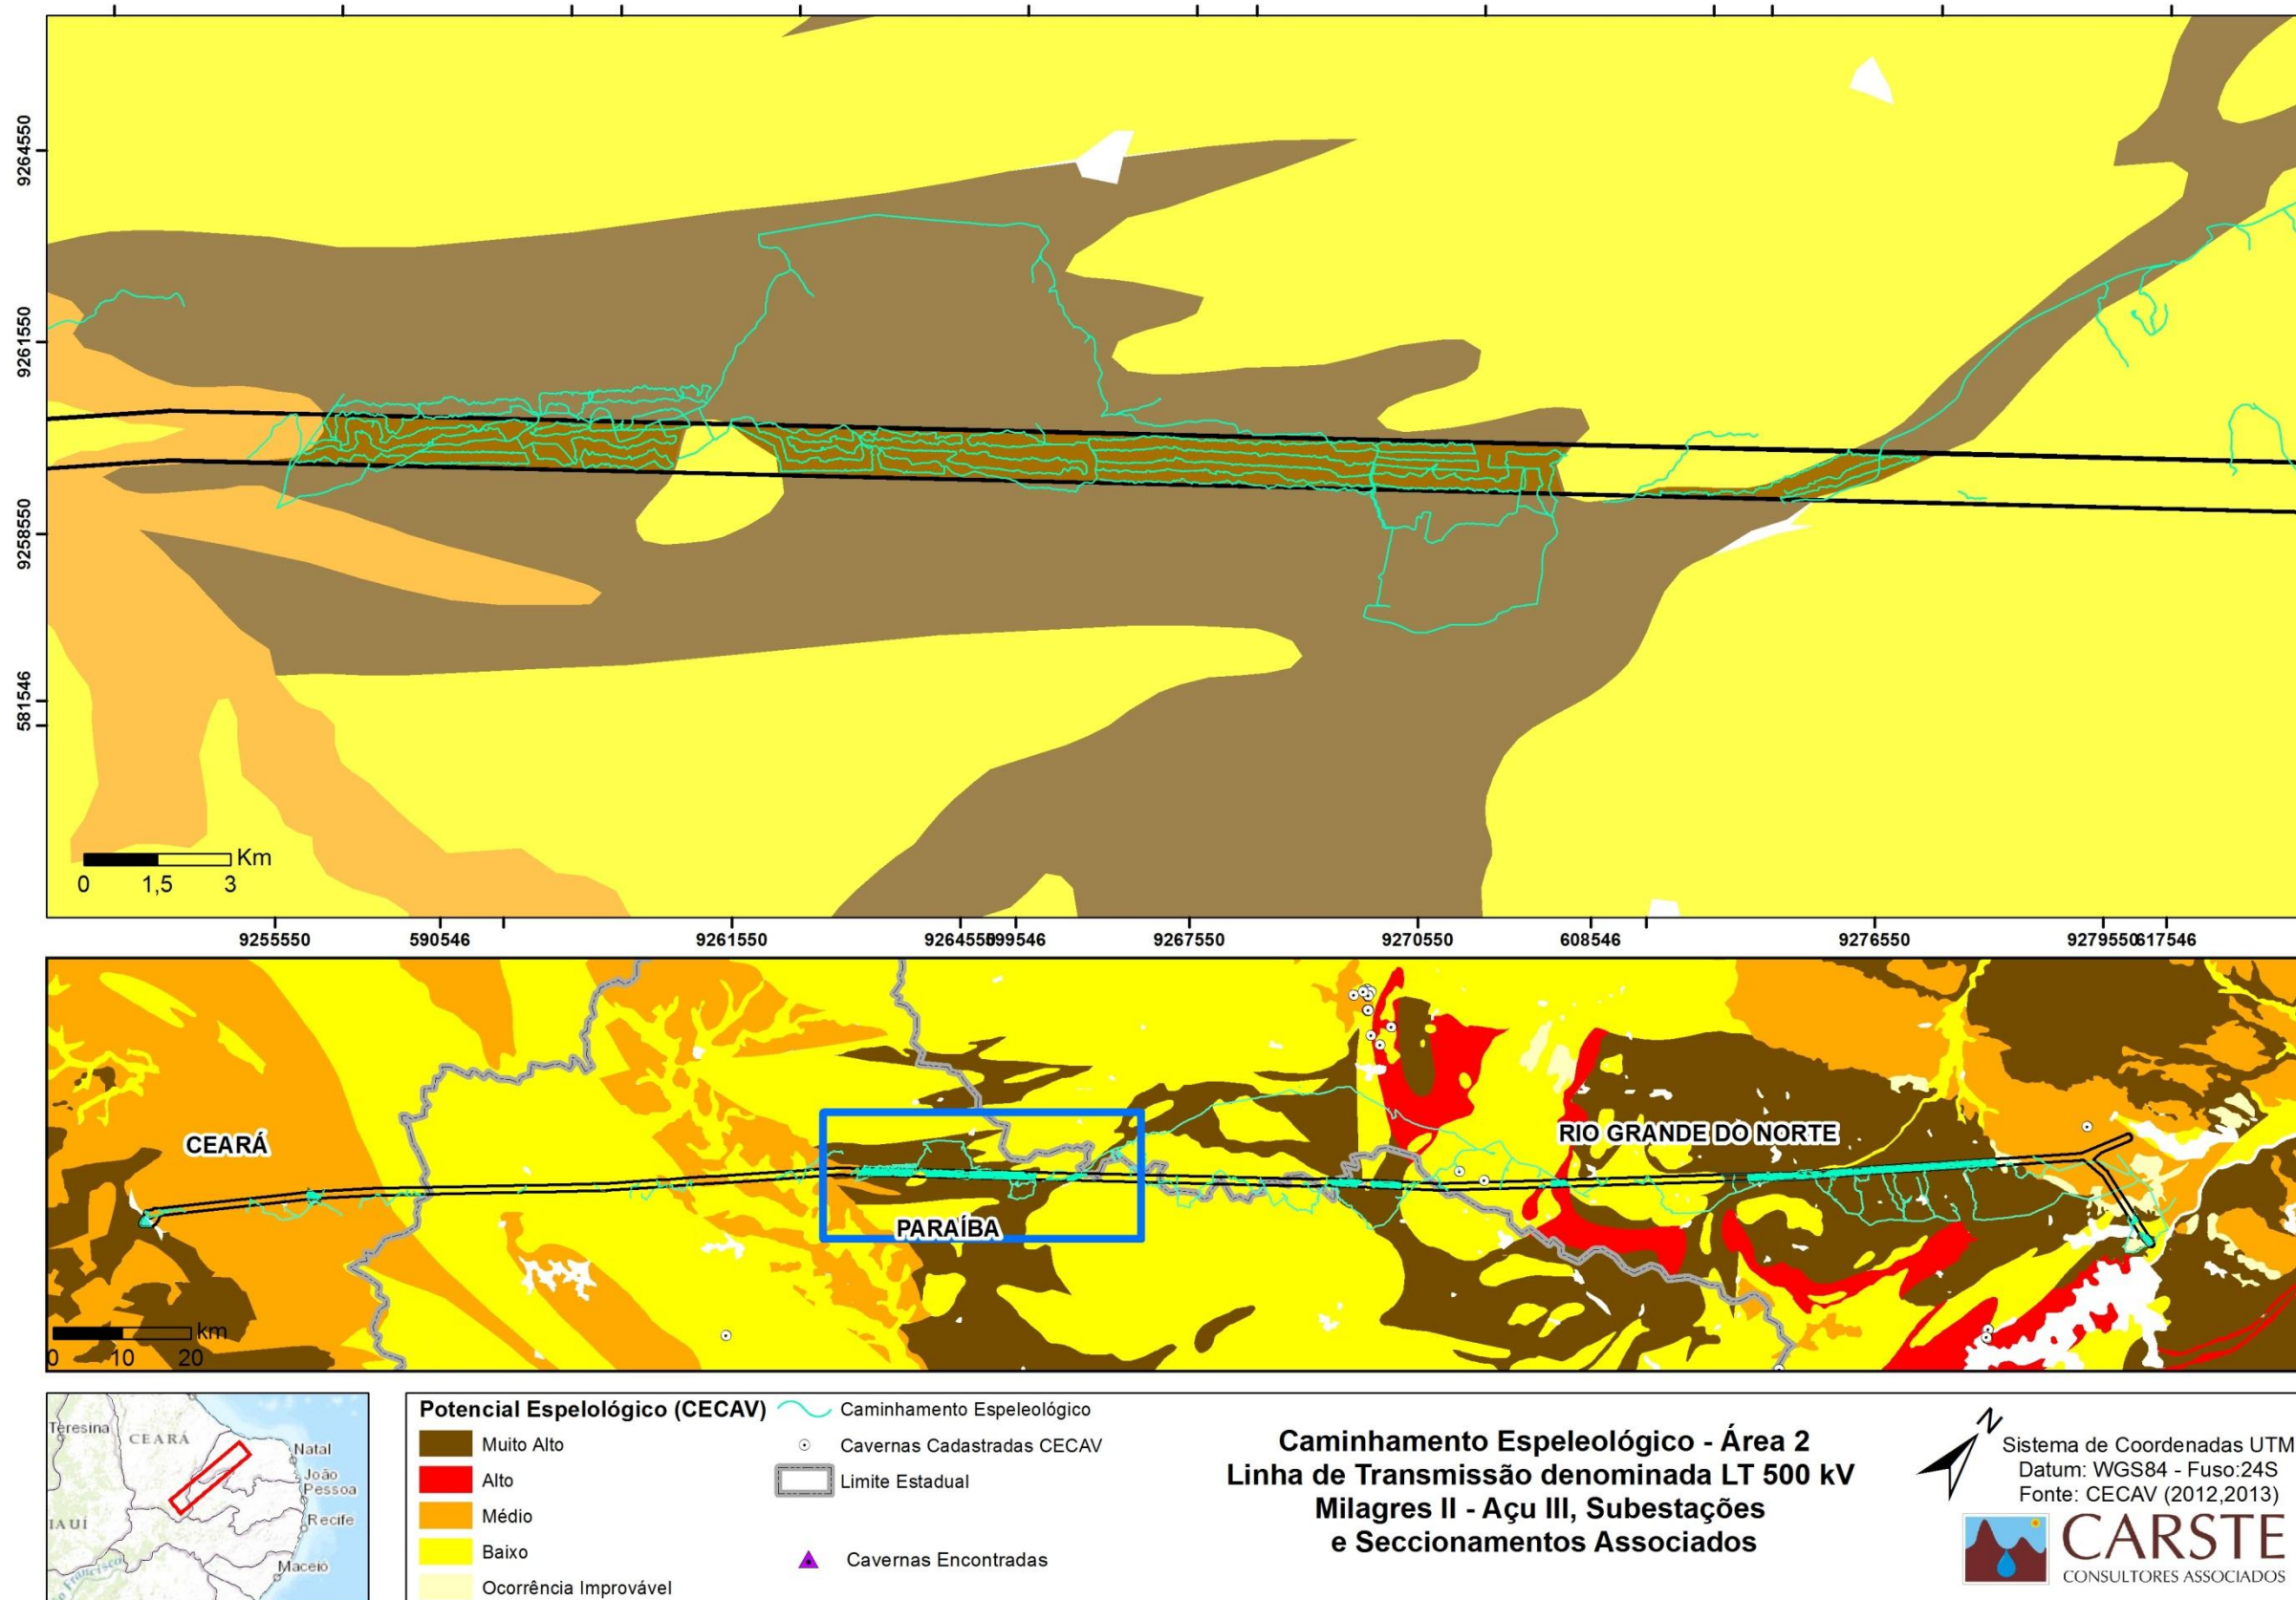 9264550
9261550
9258550
581546
Km
0 1,5 3
9255550 590546 9261550 9264550 599546 9267550 9270550 608546 9276550 9279550 617546
CEARÁ
RIO GRANDE DO NORTE
PARAÍBA
km
0 10 20
Teresina
CEARÁ
Natal
João
Pessoa
IAUI
Recife
Maceió
Francisco
Potencial Espelológico (CECAV)
Muito Alto
Alto
Médio
Baixo
Ocorrência Improvável
Caminhamento Espeleológico
Cavernas Cadastradas CECAV
Limite Estadual
Cavernas Encontradas
Caminhamento Espeleológico - Área 2
Linha de Transmissão denominada LT 500 kV
Milagres II - Açu III, Subestações
e Seccionamentos Associados
N
Sistema de Coordenadas UTM
Datum: WGS84 - Fuso:24S
Fonte: CECAV (2012,2013)
CARSTE
CONSULTORES ASSOCIADOS